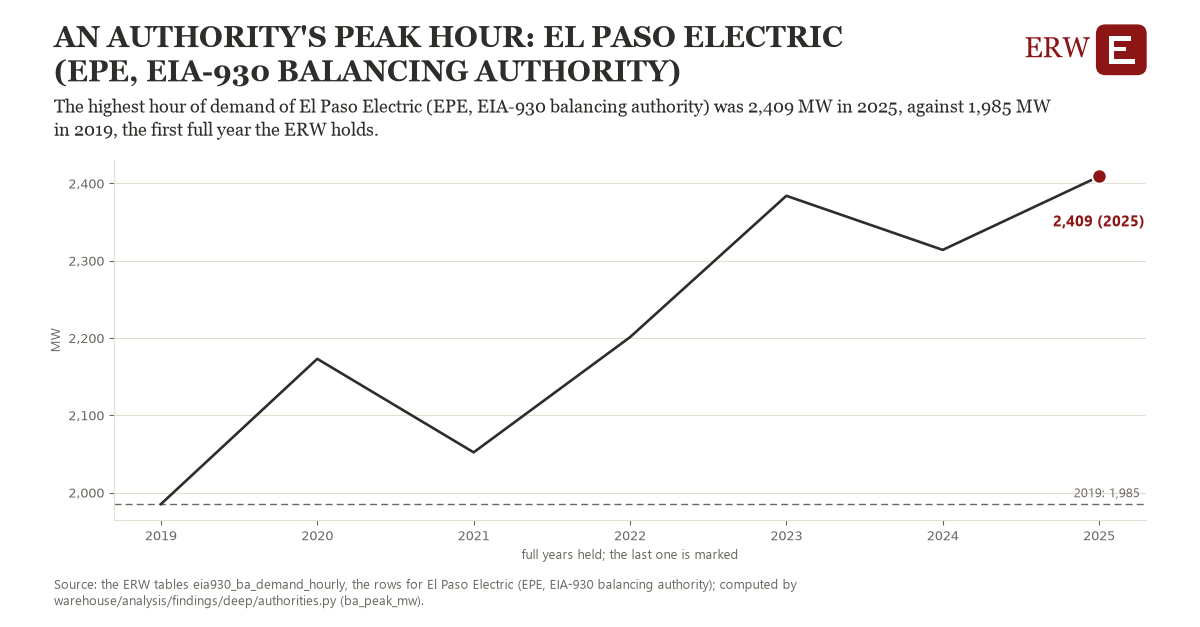 AN AUTHORITY'S PEAK HOUR: EL PASO ELECTRIC
(EPE, EIA-930 BALANCING AUTHORITY)
ERW E
The highest hour of demand of El Paso Electric (EPE, EIA-930 balancing authority) was 2,409 MW in 2025, against 1,985 MW
in 2019, the first full year the ERW holds.
2,400
2,300
2,200
2,100
2,000
MW
2,409 (2025)
2019: 1,985
2019 2020 2021 2022 2023 2024 2025
full years held; the last one is marked
Source: the ERW tables eia930_ba_demand_hourly, the rows for El Paso Electric (EPE, EIA-930 balancing authority); computed by
warehouse/analysis/findings/deep/authorities.py (ba_peak_mw).